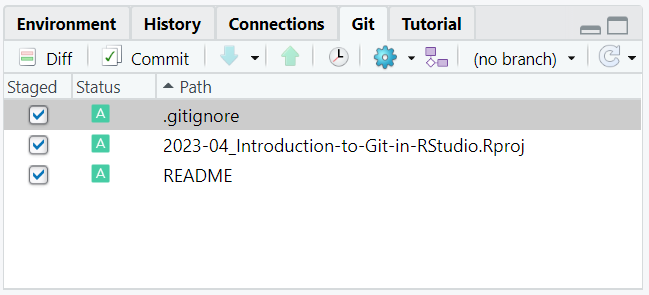 Environment History Connections Git Tutorial
Diff Commit (no branch)
Staged Status Path
A .gitignore
A 2023-04_Introduction-to-Git-in-RStudio.Rproj
A README